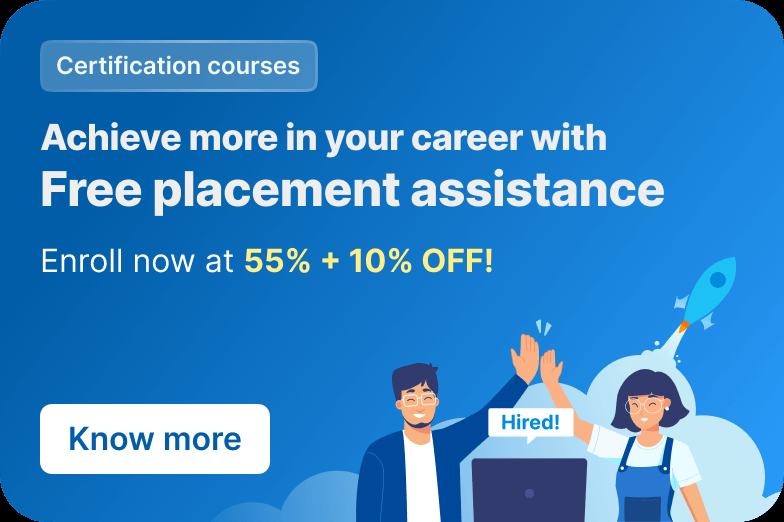 Certification courses
Achieve more in your career with
Free placement assistance
Enroll now at 55% + 10% OFF!
Hired!
Know more